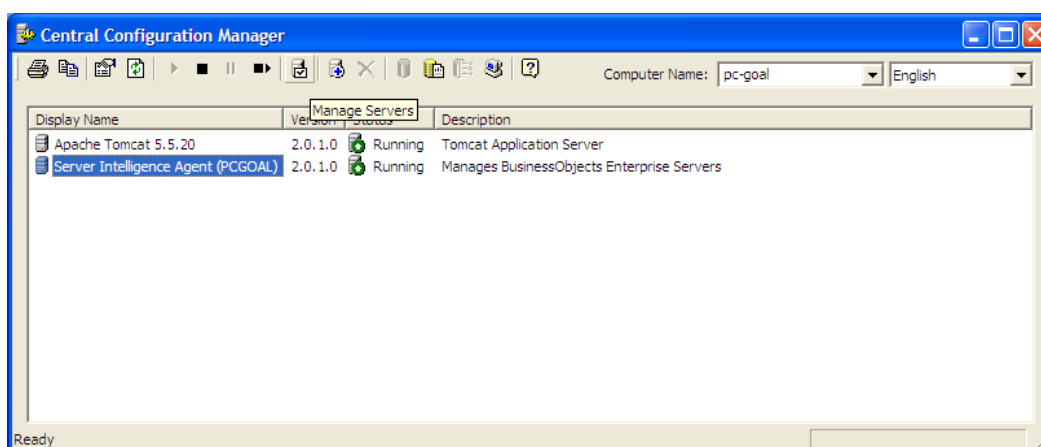 Central Configuration Manager
Computer Name: pc-goal English
Manage Servers
Display Name Version Status Description
Apache Tomcat 5.5.20 2.0.1.0 Running Tomcat Application Server
Server Intelligence Agent (PCGOAL) 2.0.1.0 Running Manages BusinessObjects Enterprise Servers
Ready